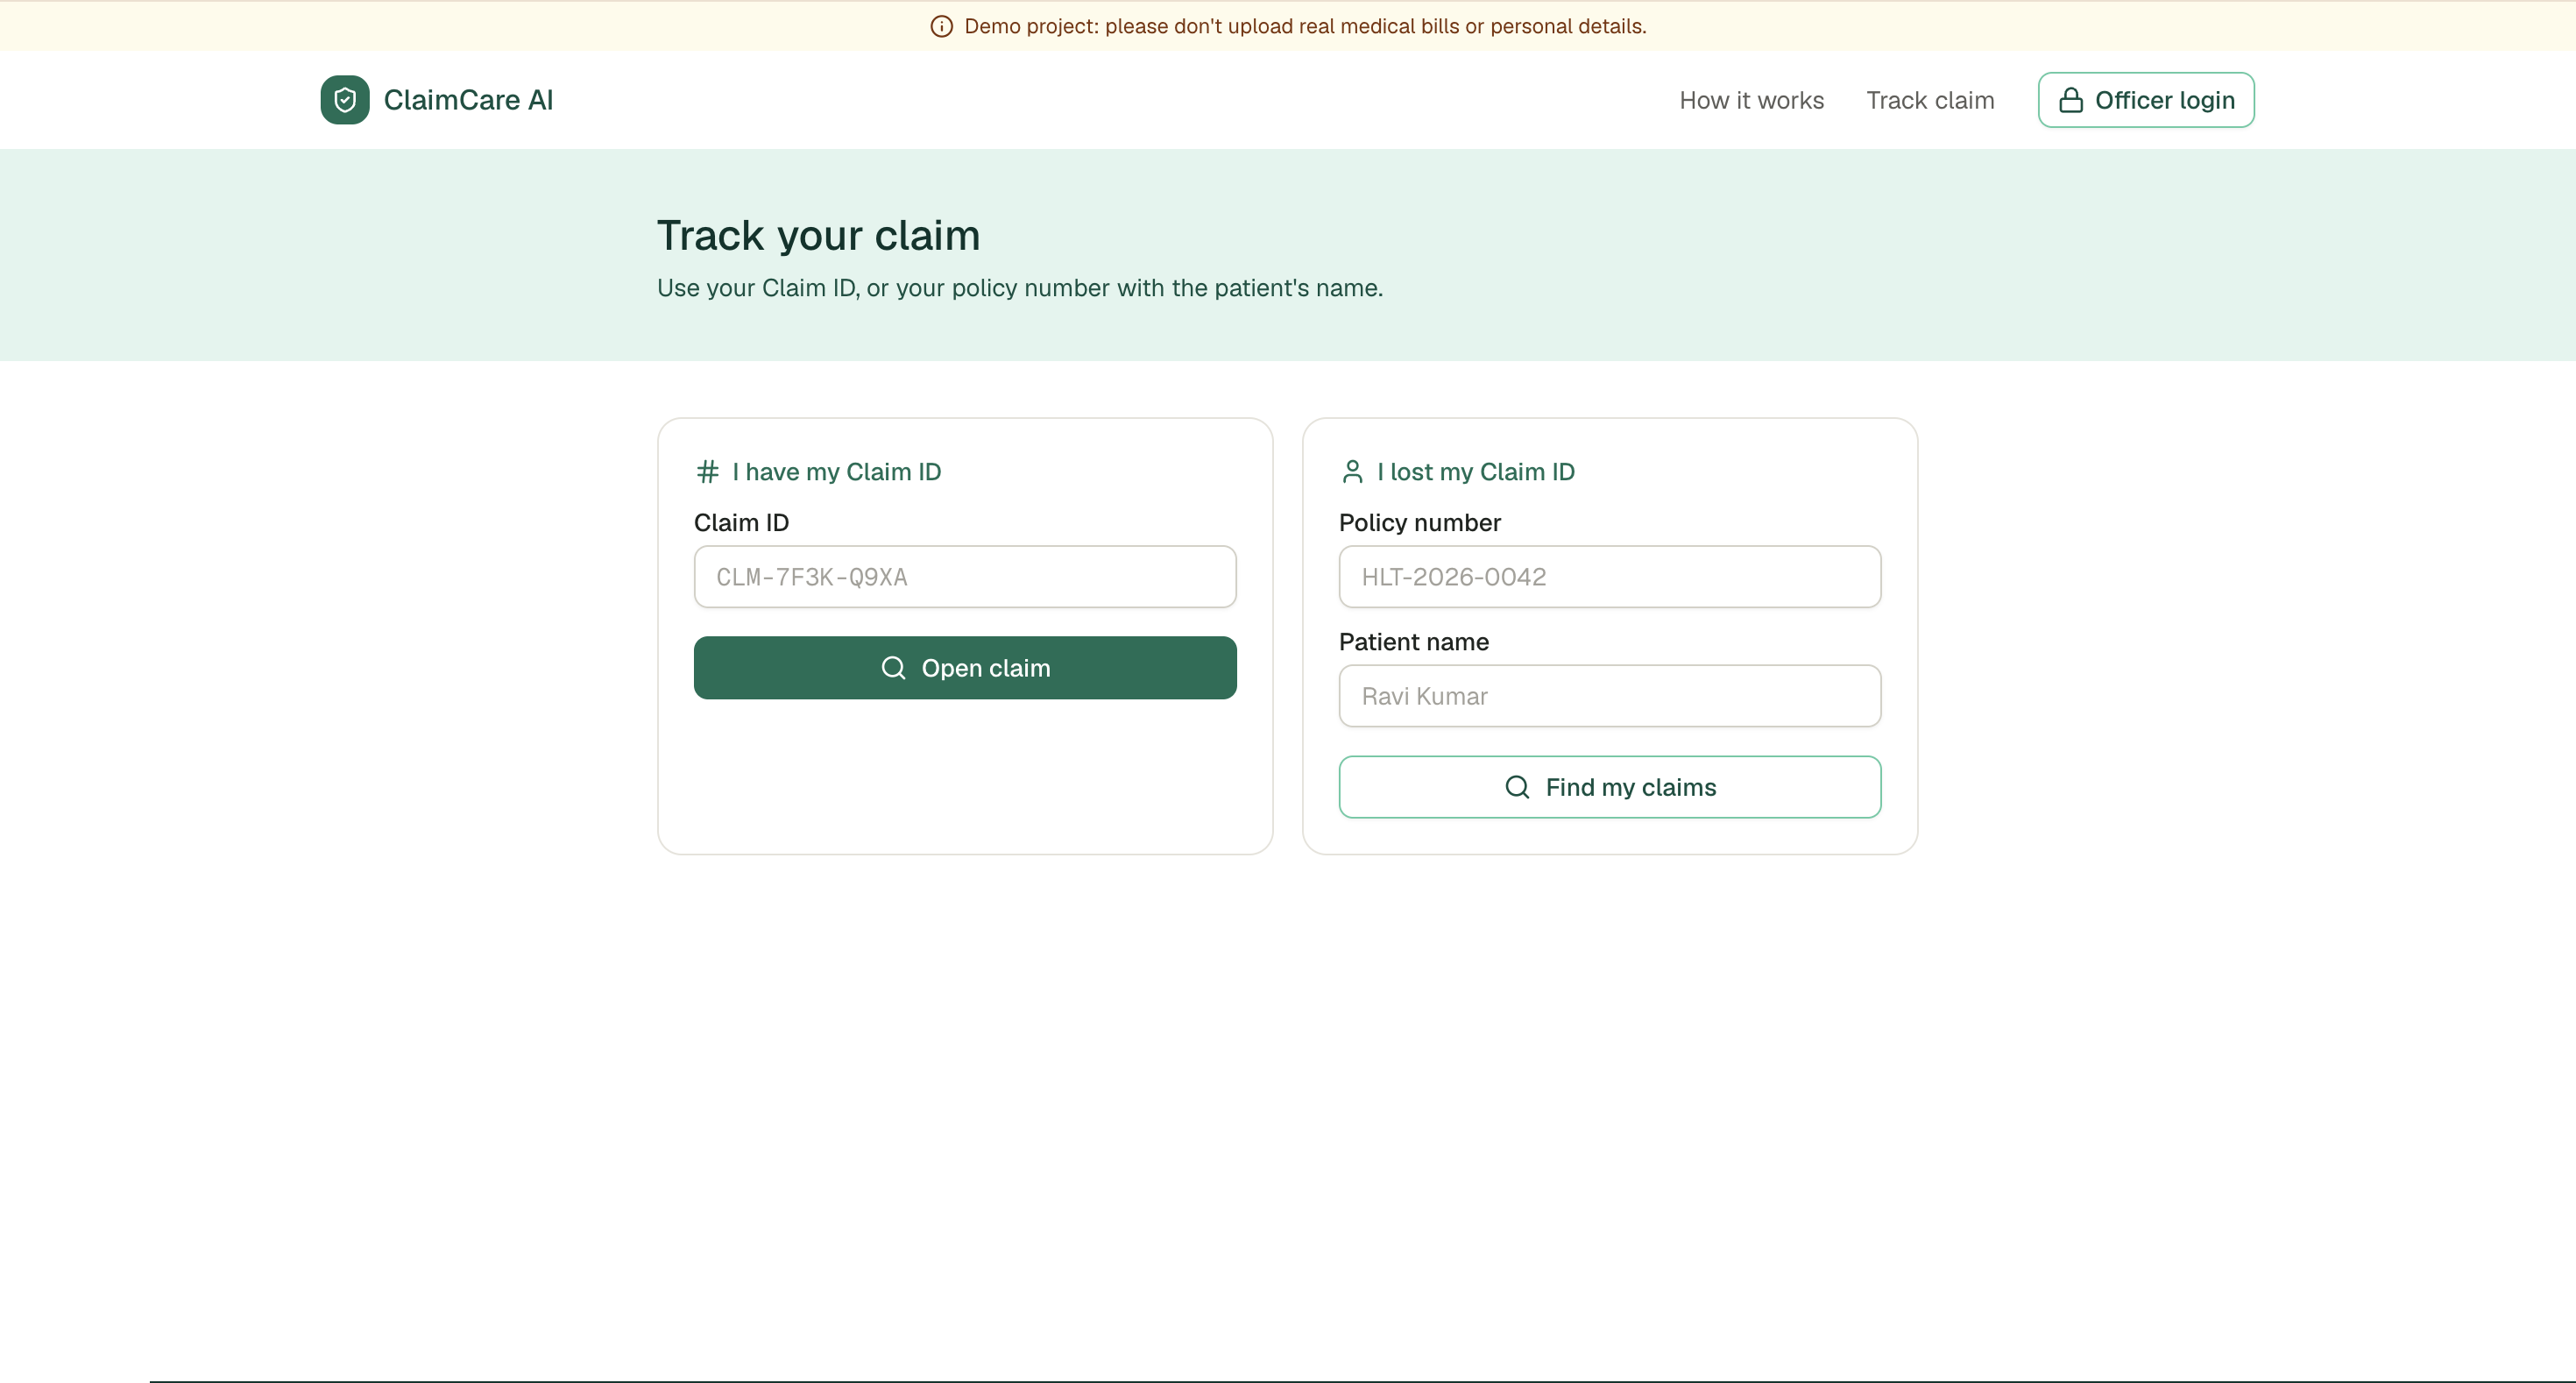 Demo project: please don't upload real medical bills or personal details.
ClaimCare AI
How it works
Track claim
Officer login
Track your claim
Use your Claim ID, or your policy number with the patient's name.
I have my Claim ID
Claim ID
CLM-7F3K-Q9XA
Open claim
I lost my Claim ID
Policy number
HLT-2026-0042
Patient name
Ravi Kumar
Find my claims